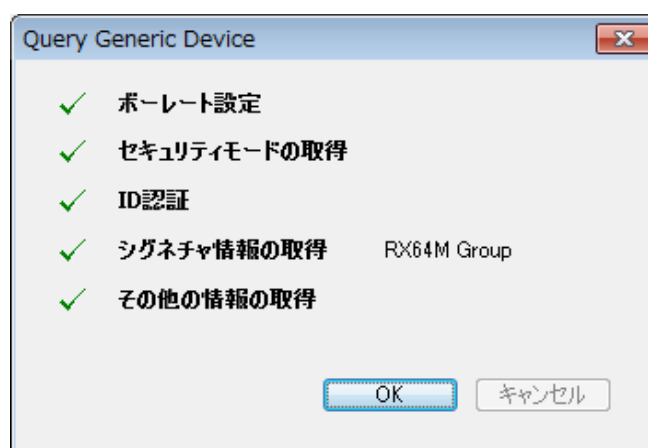 Query Generic Device
ボーレート設定
セキュリティモードの取得
ID認証
シグネチャ情報の取得 RX64M Group
その他の情報の取得
OK キャンセル